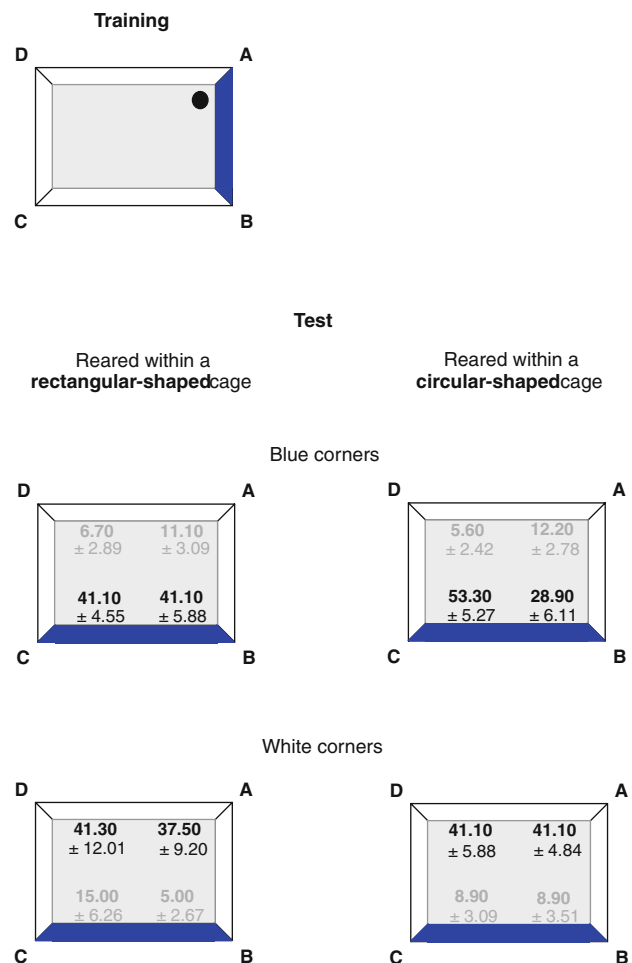 Training
D A
C B
Test
Reared within a
rectangular-shapedcage
Reared within a
circular-shapedcage
Blue corners
D A
6.70 11.10
± 2.89 ± 3.09
41.10 41.10
± 4.55 ± 5.88
C B
D A
5.60 12.20
± 2.42 ± 2.78
53.30 28.90
± 5.27 ± 6.11
C B
White corners
D A
41.30 37.50
± 12.01 ± 9.20
15.00 5.00
± 6.26 ± 2.67
C B
D A
41.10 41.10
± 5.88 ± 4.84
8.90 8.90
± 3.09 ± 3.51
C B